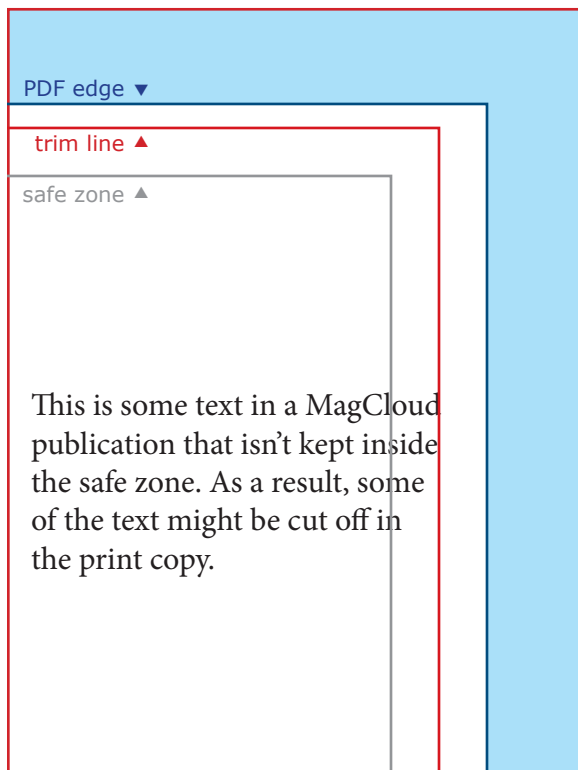 PDF edge ▼
trim line ▲
safe zone ▲
This is some text in a MagCloud
publication that isn't kept inside
the safe zone. As a result, some
of the text might be cut off in
the print copy.